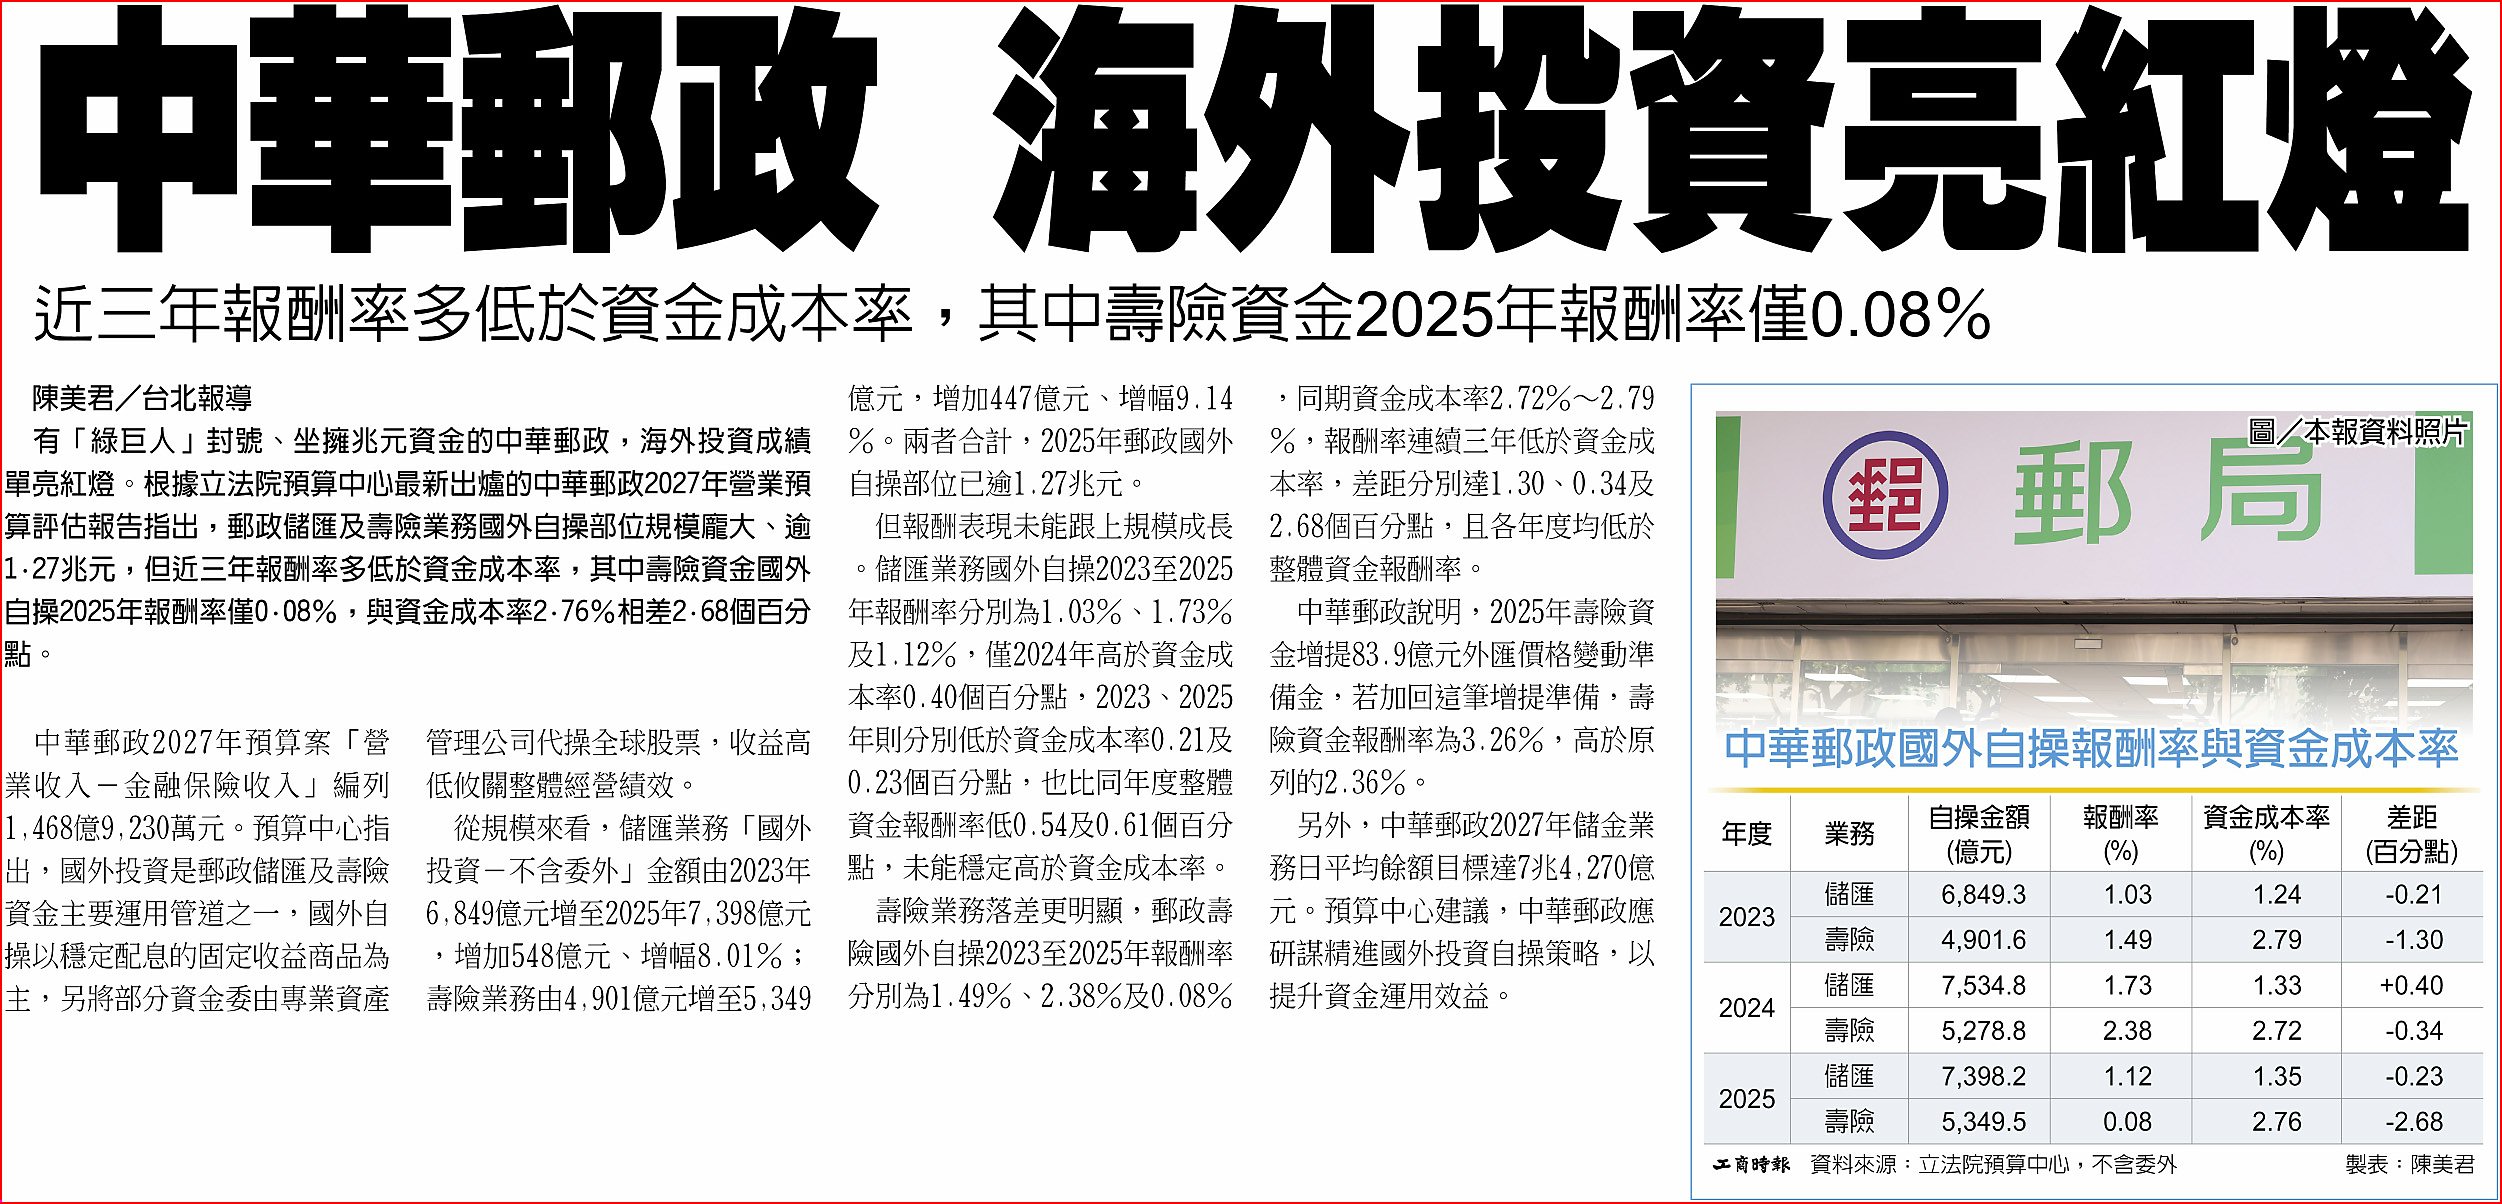 中華郵政 海外投資亮紅燈
近三年報酬率多低於資金成本率，其中壽險資金2025年報酬率僅0.08%
陳美君／台北報導
有「綠巨人」封號、坐擁兆元資金的中華郵政，海外投資成績
單亮紅燈。根據立法院預算中心最新出爐的中華郵政2027年營業預
算評估報告指出，郵政儲匯及壽險業務國外自操部位規模龐大、逾
1.27兆元，但近三年報酬率多低於資金成本率，其中壽險資金國外
自操2025年報酬率僅0.08%，與資金成本率2.76%相差2.68個百分
點。
中華郵政2027年預算案「營
業收入－金融保險收入」編列
1,468億9,230萬元。預算中心指
出，國外投資是郵政儲匯及壽險
資金主要運用管道之一，國外自
操以穩定配息的固定收益商品為
主，另將部分資金委由專業資產
管理公司代操全球股票，收益高
低攸關整體經營績效。
從規模來看，儲匯業務「國外
投資－不含委外」金額由2023年
6,849億元增至2025年7,398億元
，增加548億元、增幅8.01%；
壽險業務由4,901億元增至5,349
億元，增加447億元、增幅9.14
%。兩者合計，2025年郵政國外
自操部位已逾1.27兆元。
但報酬表現未能跟上規模成長
。儲匯業務國外自操2023至2025
年報酬率分別為1.03%、1.73%
及1.12%，僅2024年高於資金成
本率0.40個百分點，2023、2025
年則分別低於資金成本率0.21及
0.23個百分點，也比同年度整體
資金報酬率低0.54及0.61個百分
點，未能穩定高於資金成本率。
壽險業務落差更明顯，郵政壽
險國外自操2023至2025年報酬率
分別為1.49%、2.38%及0.08%
，同期資金成本率2.72%～2.79
%，報酬率連續三年低於資金成
本率，差距分別達1.30、0.34及
2.68個百分點，且各年度均低於
整體資金報酬率。
中華郵政說明，2025年壽險資
金增提83.9億元外匯價格變動準
備金，若加回這筆增提準備，壽
險資金報酬率為3.26%，高於原
列的2.36%。
另外，中華郵政2027年儲金業
務日平均餘額目標達7兆4,270億
元。預算中心建議，中華郵政應
研謀精進國外投資自操策略，以
提升資金運用效益。
圖／本報資料照片
郵 郵局
中華郵政國外自操報酬率與資金成本率
年度 業務 自操金額(億元) 報酬率(%) 資金成本率(%) 差距(百分點)
2023 儲匯 6,849.3 1.03 1.24 -0.21
壽險 4,901.6 1.49 2.79 -1.30
2024 儲匯 7,534.8 1.73 1.33 +0.40
壽險 5,278.8 2.38 2.72 -0.34
2025 儲匯 7,398.2 1.12 1.35 -0.23
壽險 5,349.5 0.08 2.76 -2.68
工商時報 資料來源：立法院預算中心，不含委外 製表：陳美君